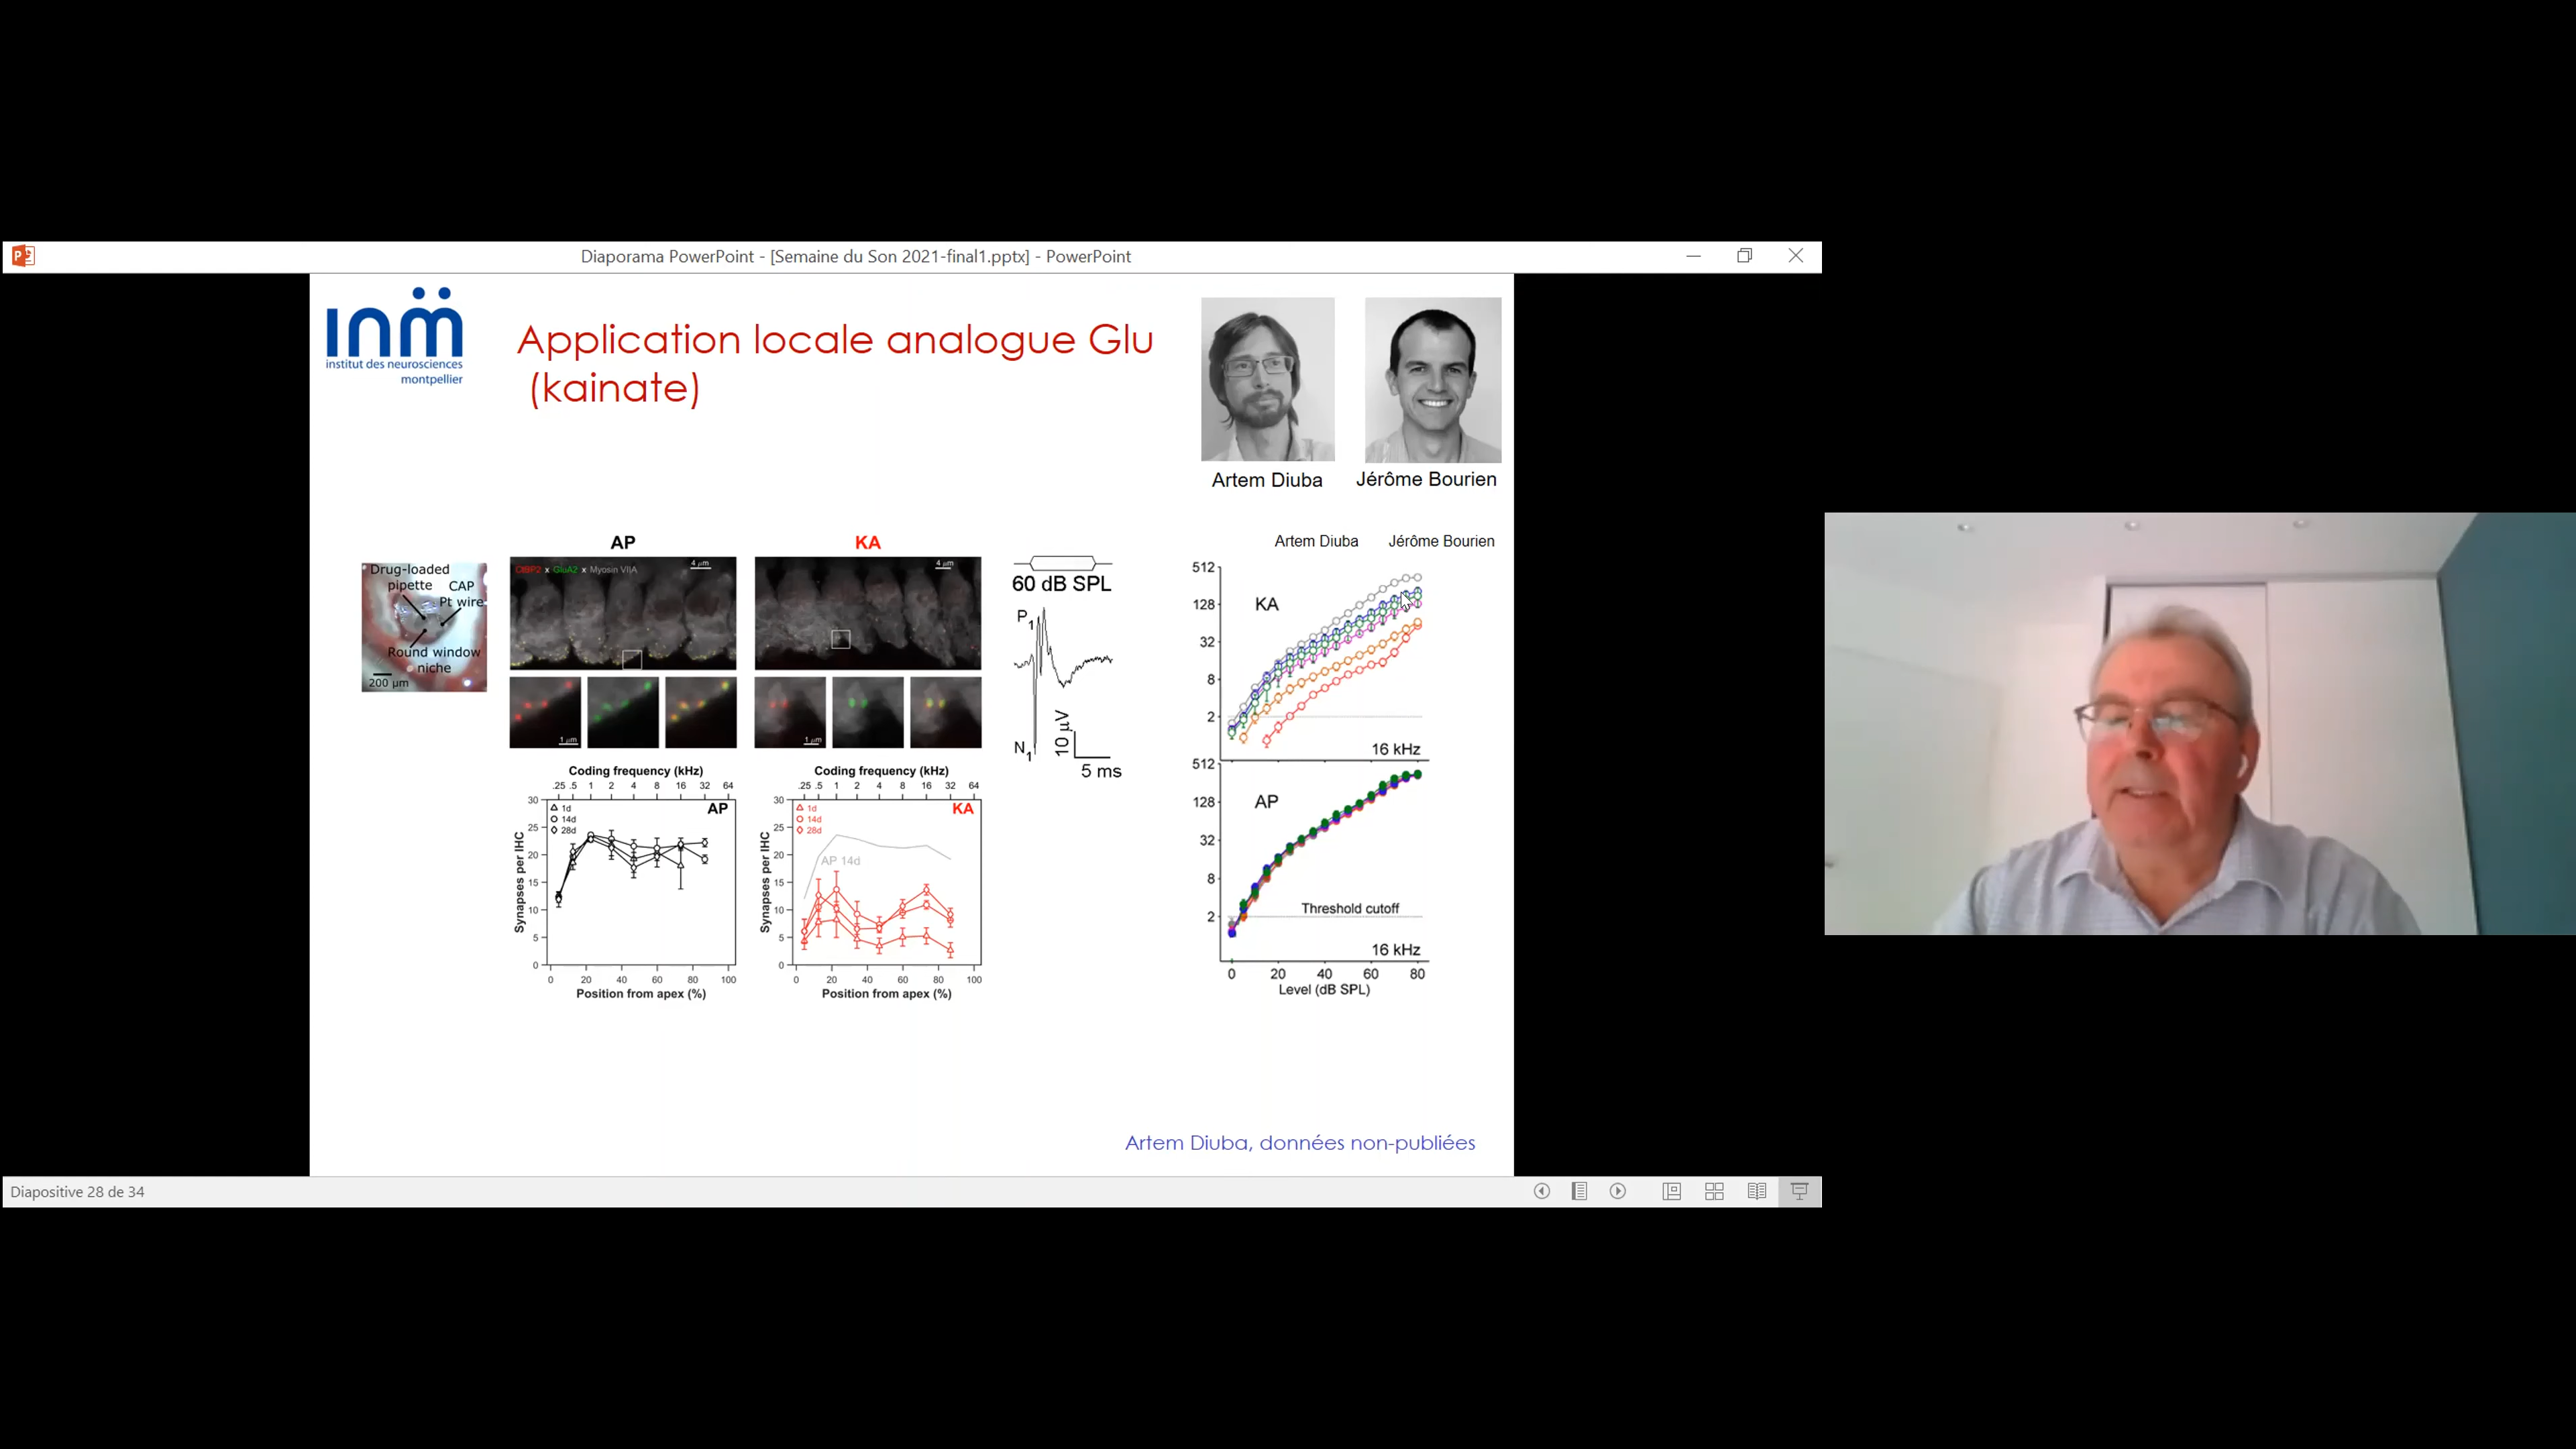 Diaporama PowerPoint - [Semaine du Son 2021-final1.pptx] - PowerPoint
ınm̈
institut des neurosciences
montpellier
Application locale analogue Glu
(kainate)
Artem Diuba
Jérôme Bourien
Artem Diuba
Jérôme Bourien
Drug-loaded
pipette
CAP
Pt wire
Round window
niche
200 µm
AP
CtBP2 x GluA2 x Myosin VIIA
4 µm
1 µm
KA
4 µm
1 µm
60 dB SPL
P1
N1
10 µV
5 ms
Coding frequency (kHz)
.25 .5 1 2 4 8 16 32 64
30
25
20
15
10
5
0
1d
14d
28d
AP
Synapses per IHC
0 20 40 60 80 100
Position from apex (%)
Coding frequency (kHz)
.25 .5 1 2 4 8 16 32 64
30
25
20
15
10
5
0
1d
14d
28d
KA
AP 14d
Synapses per IHC
0 20 40 60 80 100
Position from apex (%)
512
128
32
8
2
KA
16 kHz
512
128
32
8
2
AP
Threshold cutoff
16 kHz
0 20 40 60 80
Level (dB SPL)
Artem Diuba, données non-publiées
Diapositive 28 de 34